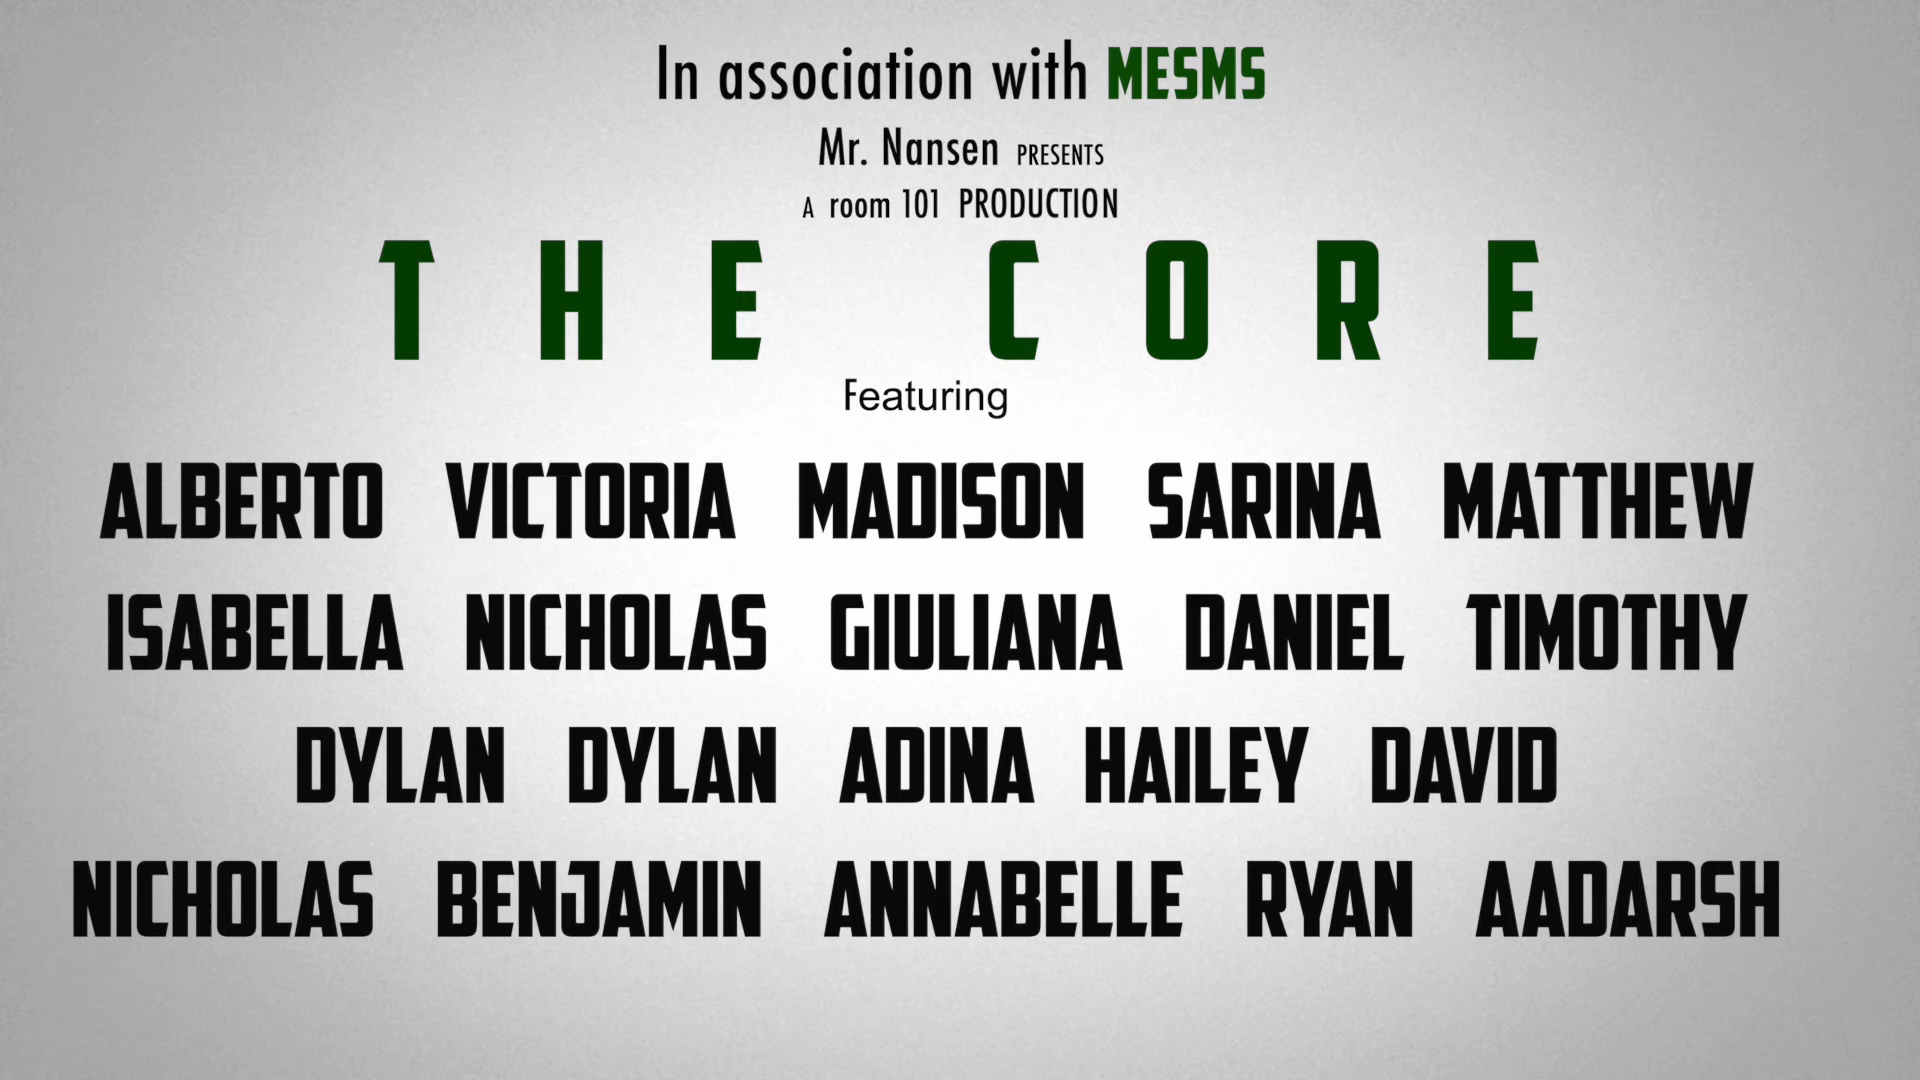 In association with MESMS
Mr. Nansen PRESENTS
A room 101 PRODUCTION
THE CORE
Featuring
ALBERTO VICTORIA MADISON SARINA MATTHEW
ISABELLA NICHOLAS GIULIANA DANIEL TIMOTHY
DYLAN DYLAN ADINA HAILEY DAVID
NICHOLAS BENJAMIN ANNABELLE RYAN AADARSH